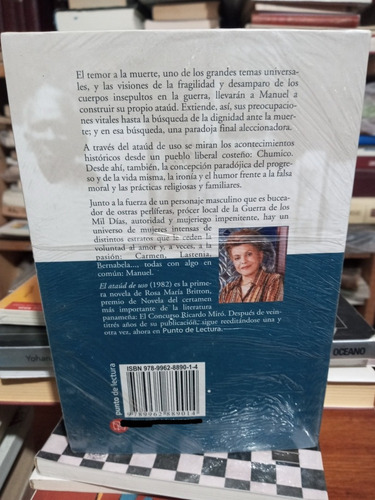 El temor a la muerte, uno de los grandes temas universa-
les, y las visiones de la fragilidad y desamparo de los
cuerpos insepultos en la guerra, llevarán a Manuel a
construir su propio ataúd. Extiende, así, sus preocupacio-
nes vitales hasta la búsqueda de la dignidad ante la muer-
te; y en esa búsqueda, una paradoja final aleccionadora.
A través del ataúd de uso se miran los acontecimientos
históricos desde un pueblo liberal costeño: Chumico.
Desde ahí, también, la concepción paradójica del progre-
so y de la vida misma, la ironía y el humor frente a la falsa
moral y las prácticas religiosas y familiares.
Junto a la fuerza de un personaje masculino que es bucea-
dor de ostras perlíferas, prócer local de la Guerra de los
Mil Días, autoridad y mujeriego impenitente, hay un
universo de mujeres intensas de
distintos estratos que le ceden la
voluntad al amor y, a veces, a la
pasión: Carmen, Lastenia,
Bernabela..., todas con algo en
común: Manuel.
El ataúd de uso (1982) es la prime-
ra novela de Rosa María Britton,
premio de Novela del certamen
más importante de la literatura
panameña: El Concurso Ricardo Miró. Después de vein-
titrés años de su publicación, sigue reeditándose una y
otra vez, ahora en Punto de Lectura.
ISBN 978-9962-8890-1-4
9 789962 889014
punto de lectura
Yohan
OCEANO